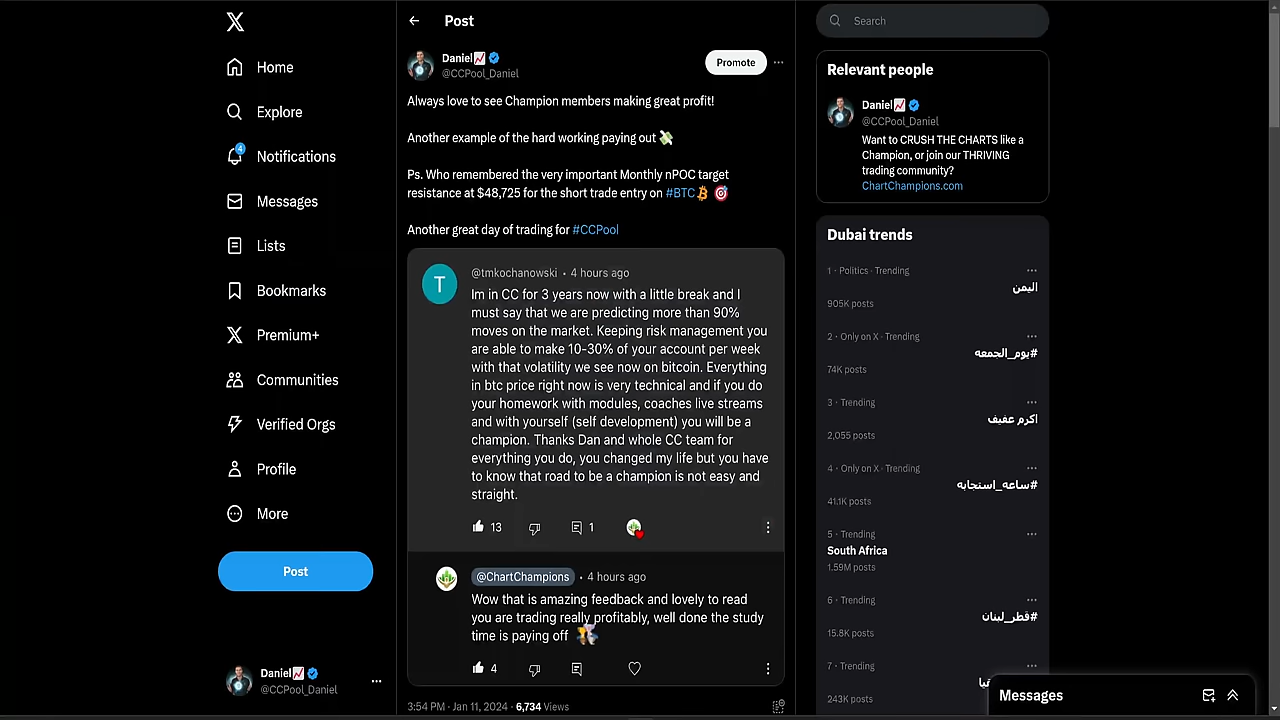 Home
Explore
4
Notifications
Messages
Lists
Bookmarks
Premium+
Communities
Verified Orgs
Profile
More
Post
Daniel
@CCPool_Daniel
Post
Daniel
@CCPool_Daniel
Promote
Always love to see Champion members making great profit!
Another example of the hard working paying out
Ps. Who remembered the very important Monthly nPOC target
resistance at $48,725 for the short trade entry on #BTC
Another great day of trading for #CCPool
T
@tmkochanowski • 4 hours ago
Im in CC for 3 years now with a little break and I
must say that we are predicting more than 90%
moves on the market. Keeping risk management you
are able to make 10-30% of your account per week
with that volatility we see now on bitcoin. Everything
in btc price right now is very technical and if you do
your homework with modules, coaches live streams
and with yourself (self development) you will be a
champion. Thanks Dan and whole CC team for
everything you do, you changed my life but you have
to know that road to be a champion is not easy and
straight.
13
1
@ChartChampions • 4 hours ago
Wow that is amazing feedback and lovely to read
you are trading really profitably, well done the study
time is paying off
4
3:54 PM · Jan 11, 2024 · 6,734 Views
Search
Relevant people
Daniel
@CCPool_Daniel
Want to CRUSH THE CHARTS like a
Champion, or join our THRIVING
trading community?
ChartChampions.com
Dubai trends
1 · Politics · Trending
اليمن
905K posts
2 · Only on X · Trending
#يوم_الجمعه
74K posts
3 · Trending
اكرم عفيف
2,055 posts
4 · Only on X · Trending
#ساعه_استجابه
41.1K posts
5 · Trending
South Africa
1.59M posts
6 · Trending
#قطر_لبنان
15.8K posts
7 · Trending
243K posts
Messages